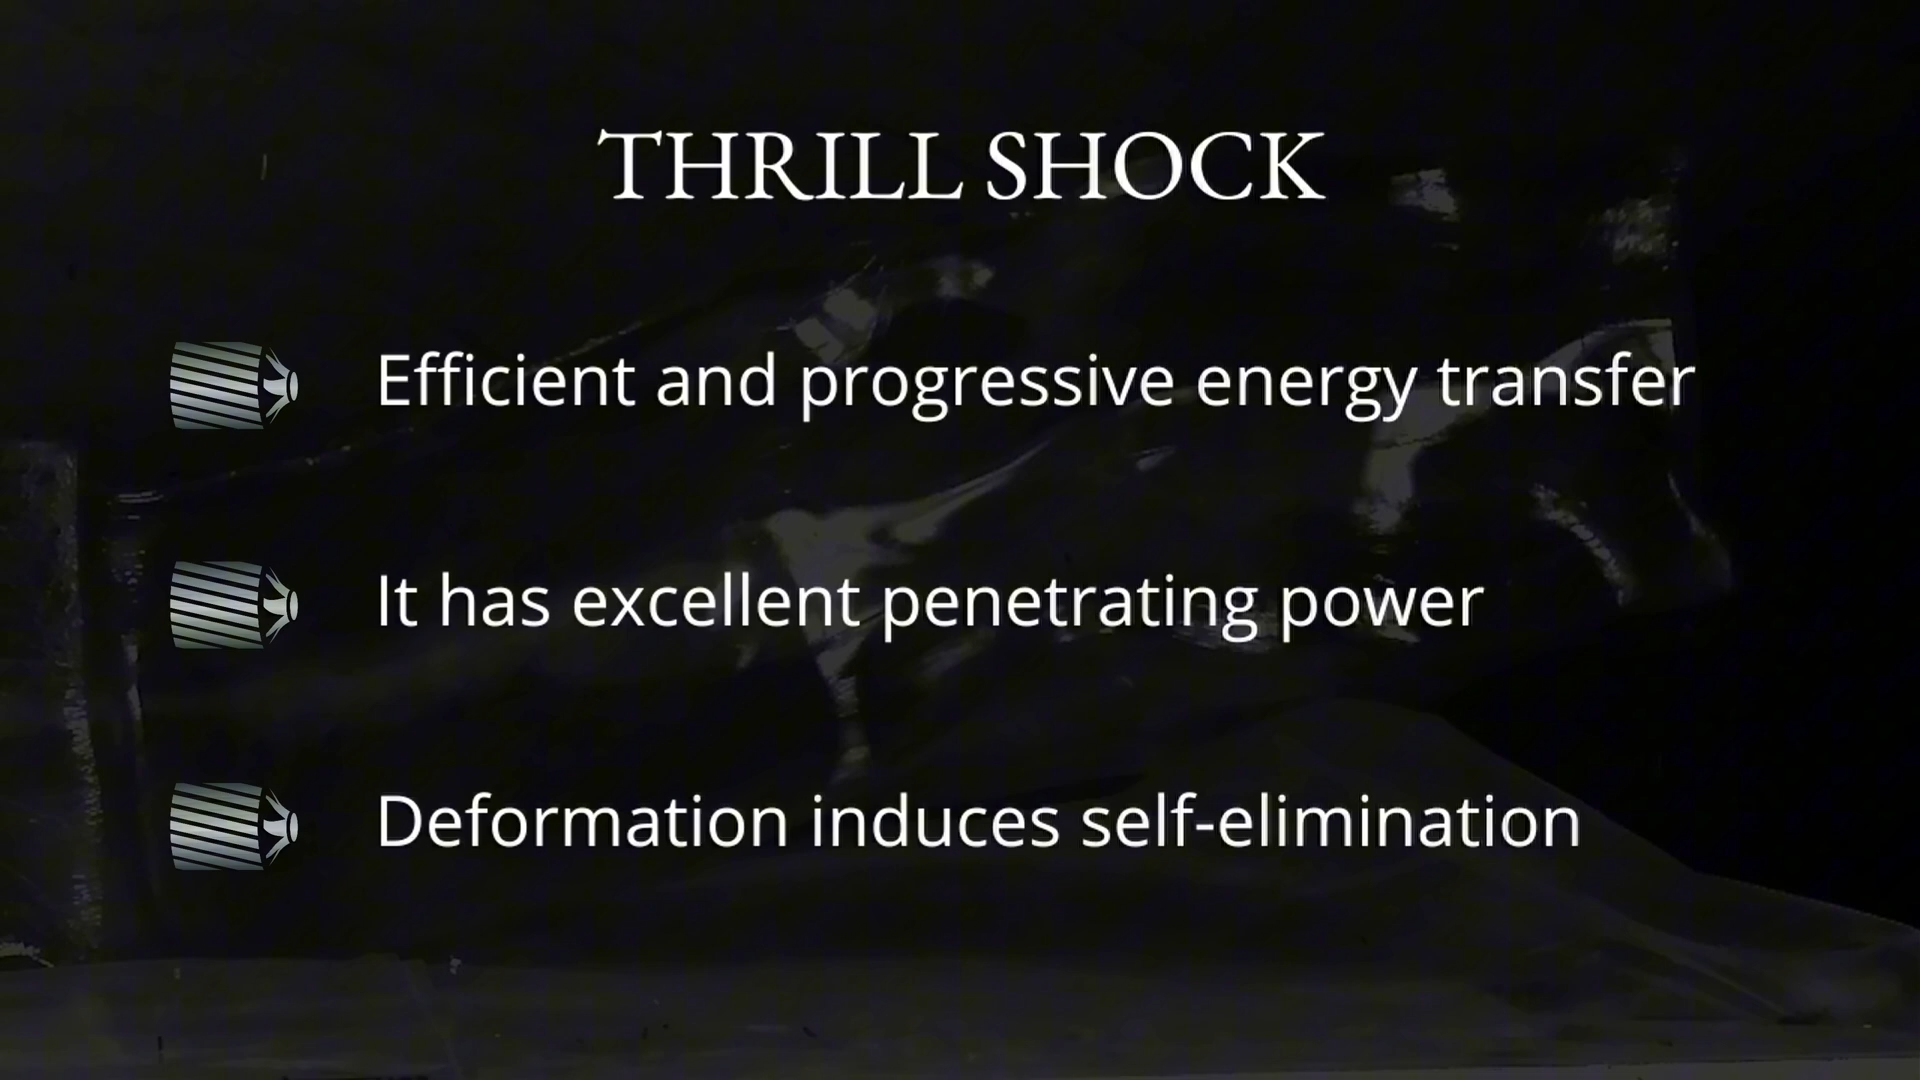 THRILL SHOCK
Efficient and progressive energy transfer
It has excellent penetrating power
Deformation induces self-elimination